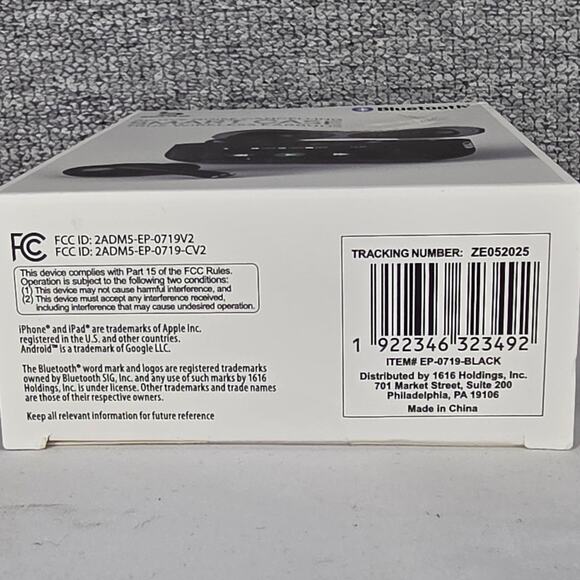 Bluetooth®
FC
FCC ID: 2ADM5-EP-0719V2
FCC ID: 2ADM5-EP-0719-CV2
This device complies with Part 15 of the FCC Rules.
Operation is subject to the following two conditions:
(1) This device may not cause harmful interference, and
(2) This device must accept any interference received,
including interference that may cause undesired operation.
iPhone® and iPad® are trademarks of Apple Inc.
registered in the U.S. and other countries.
Android™ is a trademark of Google LLC.
The Bluetooth® word mark and logos are registered trademarks
owned by Bluetooth SIG, Inc. and any use of such marks by 1616
Holdings, Inc. is under license. Other trademarks and trade names
are those of their respective owners.
Keep all relevant information for future reference
TRACKING NUMBER: ZE052025
1 922346 323492
ITEM# EP-0719-BLACK
Distributed by 1616 Holdings, Inc.
701 Market Street, Suite 200
Philadelphia, PA 19106
Made in China